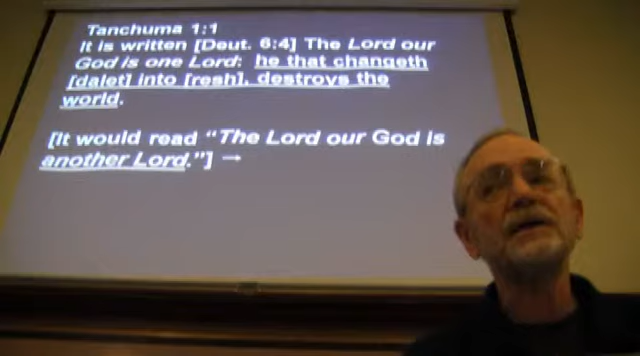 Tanchuma 1:1
It is written [Deut. 6:4] The Lord our
God is one Lord: he that changeth
[dalet] into [resh], destroys the
world.
[It would read “The Lord our God is
another Lord.”] →